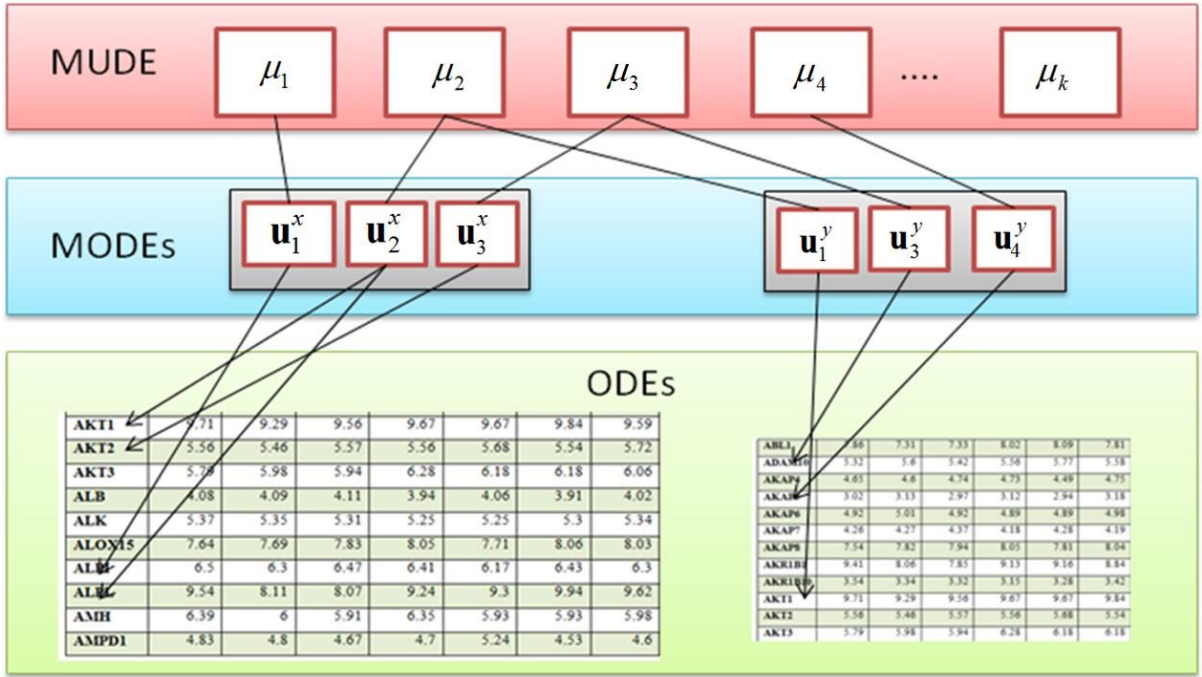 MUDE μ₁ μ₂ μ₃ μ₄ .... μₖ
MODEs u₁ˣ u₂ˣ u₃ˣ u₁ʸ u₃ʸ u₄ʸ
ODEs
AKT1 9.71 9.29 9.56 9.67 9.67 9.84 9.59
AKT2 5.56 5.46 5.57 5.56 5.68 5.54 5.72
AKT3 5.79 5.98 5.94 6.28 6.18 6.18 6.06
ALB 4.08 4.09 4.11 3.94 4.06 3.91 4.02
ALK 5.37 5.35 5.31 5.25 5.25 5.3 5.34
ALOX15 7.64 7.69 7.83 8.05 7.71 8.06 8.03
6.5 6.3 6.47 6.41 6.17 6.43 6.3
9.54 8.11 8.07 9.24 9.3 9.94 9.62
AMH 6.39 6 5.91 6.35 5.93 5.93 5.98
AMPD1 4.83 4.8 4.67 4.7 5.24 4.53 4.6
ABL1 7.31 7.33 8.02 8.09 7.81
5.32 5.6 5.42 5.56 5.77 5.58
AKAP4 4.65 4.6 4.74 4.73 4.49 4.75
3.02 3.13 2.97 3.12 2.94 3.18
AKAP6 4.92 5.01 4.92 4.89 4.89 4.98
AKAP7 4.26 4.27 4.37 4.18 4.28 4.19
AKAP8 7.54 7.82 7.94 8.05 7.81 8.04
9.41 8.06 7.85 9.13 9.16 8.84
3.54 3.34 3.32 3.15 3.28 3.42
AKT1 9.71 9.29 9.56 9.67 9.67 9.84
AKT2 5.56 5.46 5.57 5.56 5.68 5.54
AKT3 5.79 5.98 5.94 6.28 6.18 6.18